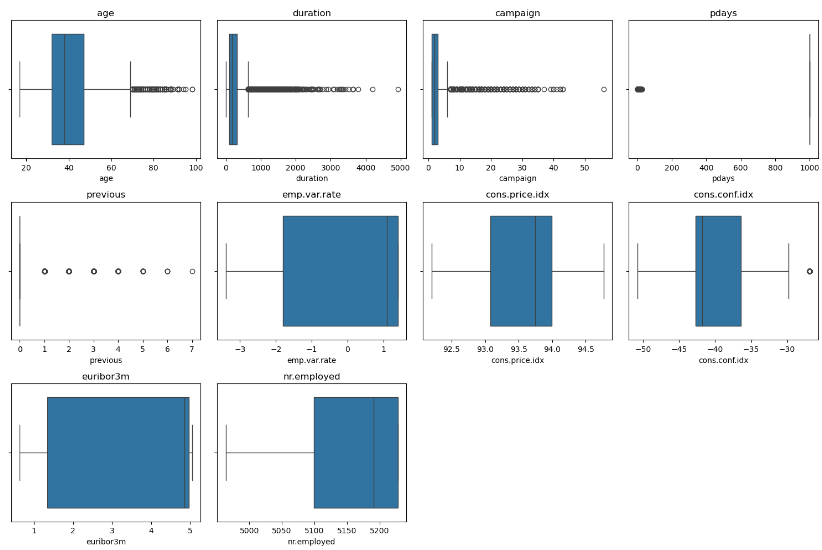 age
duration
campaign
pdays
20 40 60 80 100
0 1000 2000 3000 4000 5000
0 10 20 30 40 50
0 200 400 600 800 1000
age
duration
campaign
pdays
previous
emp.var.rate
cons.price.idx
cons.conf.idx
0 1 2 3 4 5 6 7
−3 −2 −1 0 1
92.5 93.0 93.5 94.0 94.5
−50 −45 −40 −35 −30
previous
emp.var.rate
cons.price.idx
cons.conf.idx
euribor3m
nr.employed
1 2 3 4 5
5000 5050 5100 5150 5200
euribor3m
nr.employed